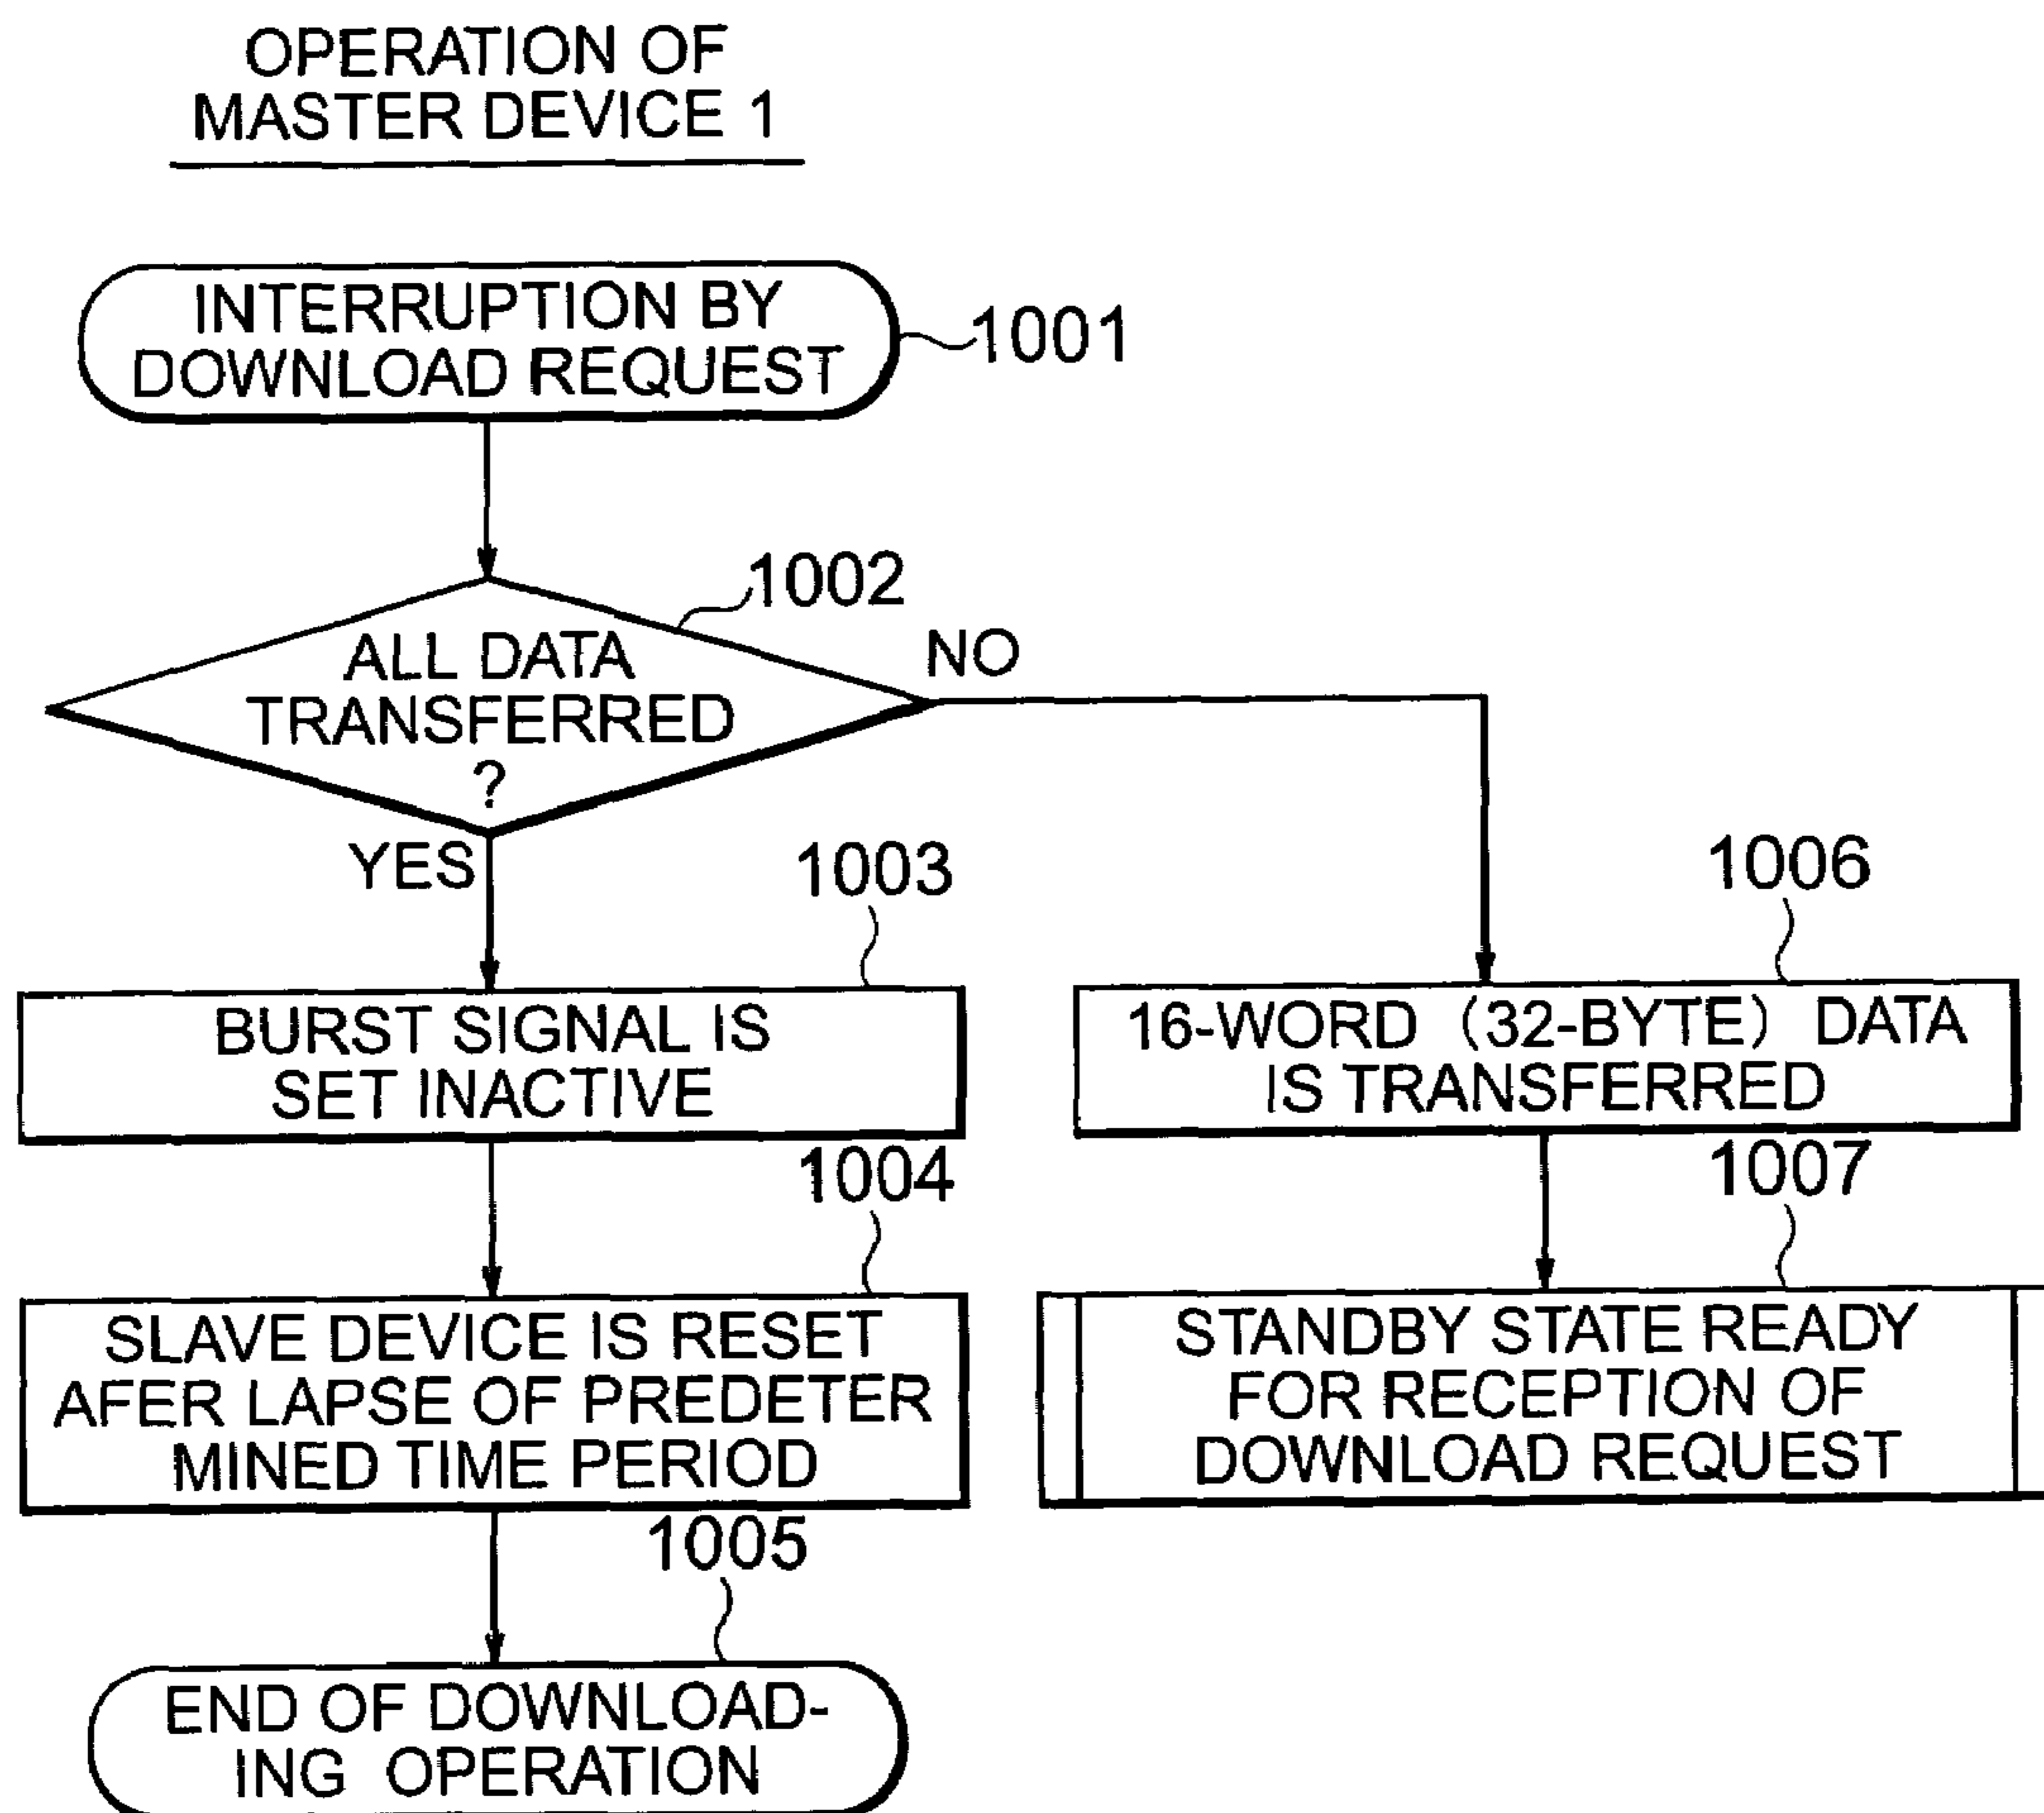 OPERATION OF
MASTER DEVICE 1
INTERRUPTION BY
DOWNLOAD REQUEST
1001
1002
ALL DATA
TRANSFERRED
?
NO
YES
1003
BURST SIGNAL IS
SET INACTIVE
1004
SLAVE DEVICE IS RESET
AFER LAPSE OF PREDETER
MINED TIME PERIOD
1005
END OF DOWNLOAD-
ING OPERATION
1006
16-WORD (32-BYTE) DATA
IS TRANSFERRED
1007
STANDBY STATE READY
FOR RECEPTION OF
DOWNLOAD REQUEST